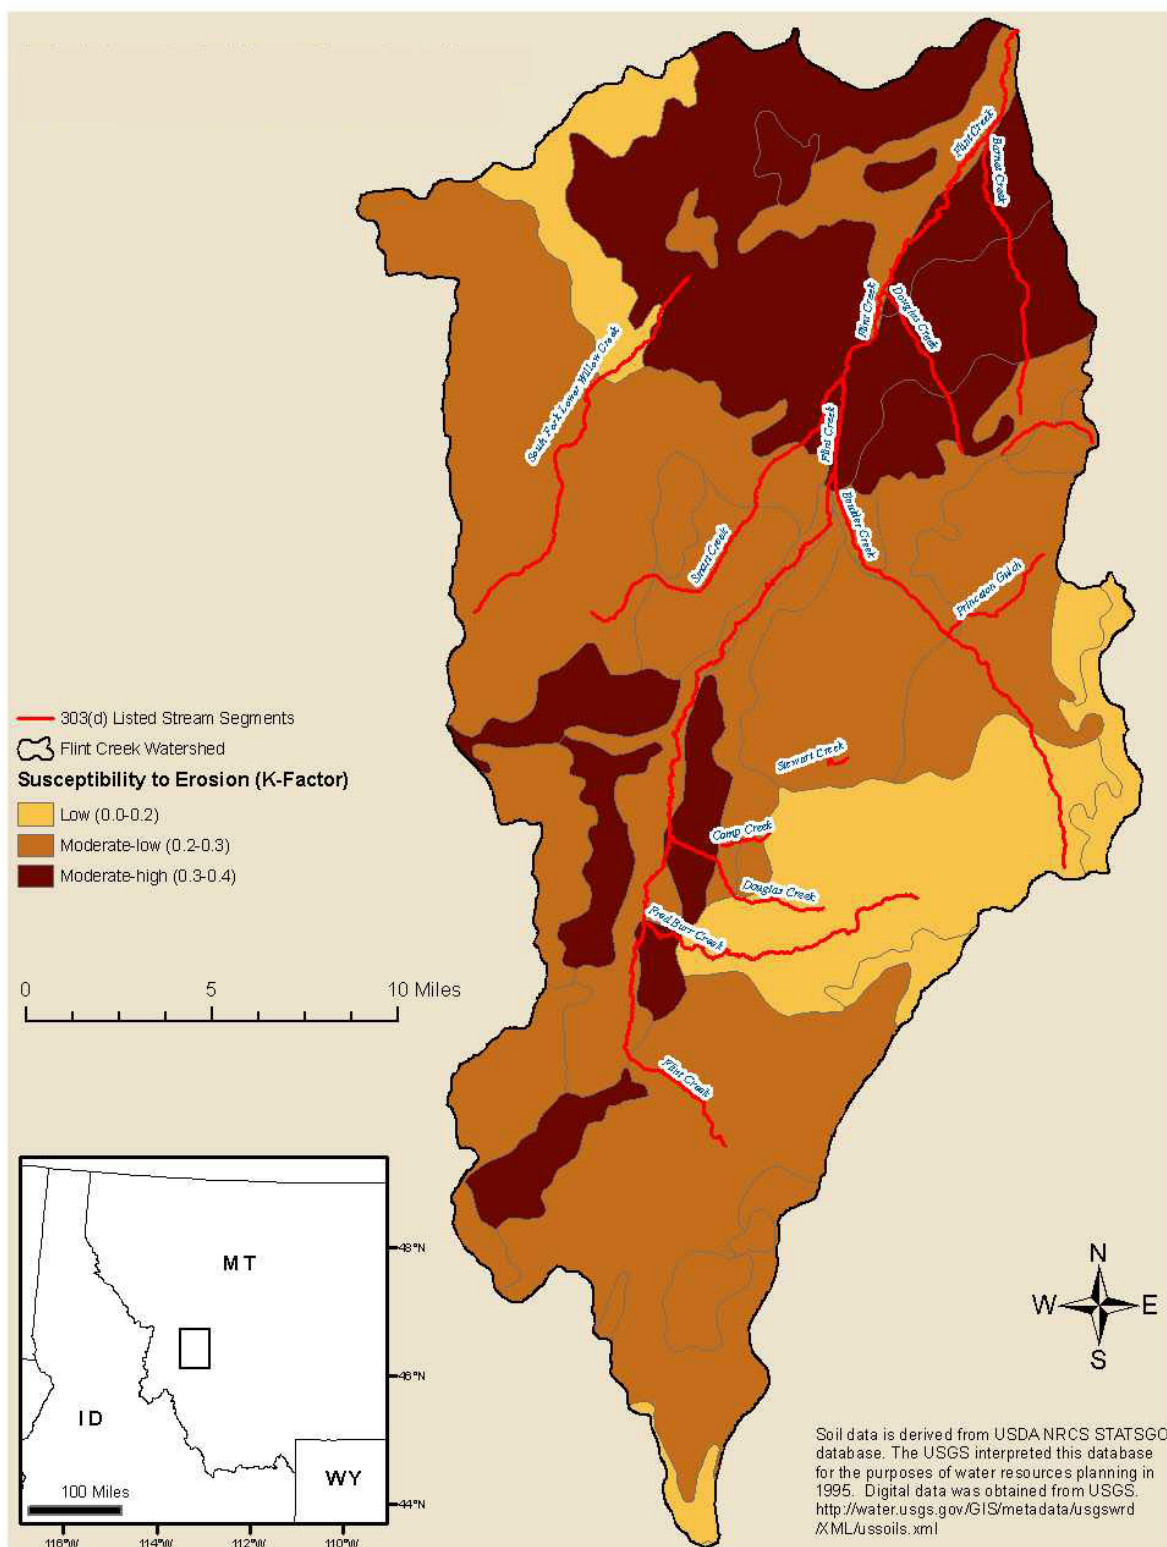 Flint Creek
Barnes Creek
Flint Creek
Douglas Creek
South Fork Lower Willow Creek
Flint Creek
Smart Creek
Boulder Creek
Princeton Gulch
303(d) Listed Stream Segments
Flint Creek Watershed
Susceptibility to Erosion (K-Factor)
Low (0.0-0.2)
Moderate-low (0.2-0.3)
Moderate-high (0.3-0.4)
Stewart Creek
Camp Creek
Douglas Creek
Fred Burr Creek
0 5 10 Miles
Flint Creek
MT
ID
WY
48°N
46°N
44°N
100 Miles
116°W 114°W 112°W 110°W
N
W E
S
Soil data is derived from USDA NRCS STATSGO
database. The USGS interpreted this database
for the purposes of water resources planning in
1995. Digital data was obtained from USGS.
http://water.usgs.gov/GIS/metadata/usgswrd
/XML/ussoils.xml